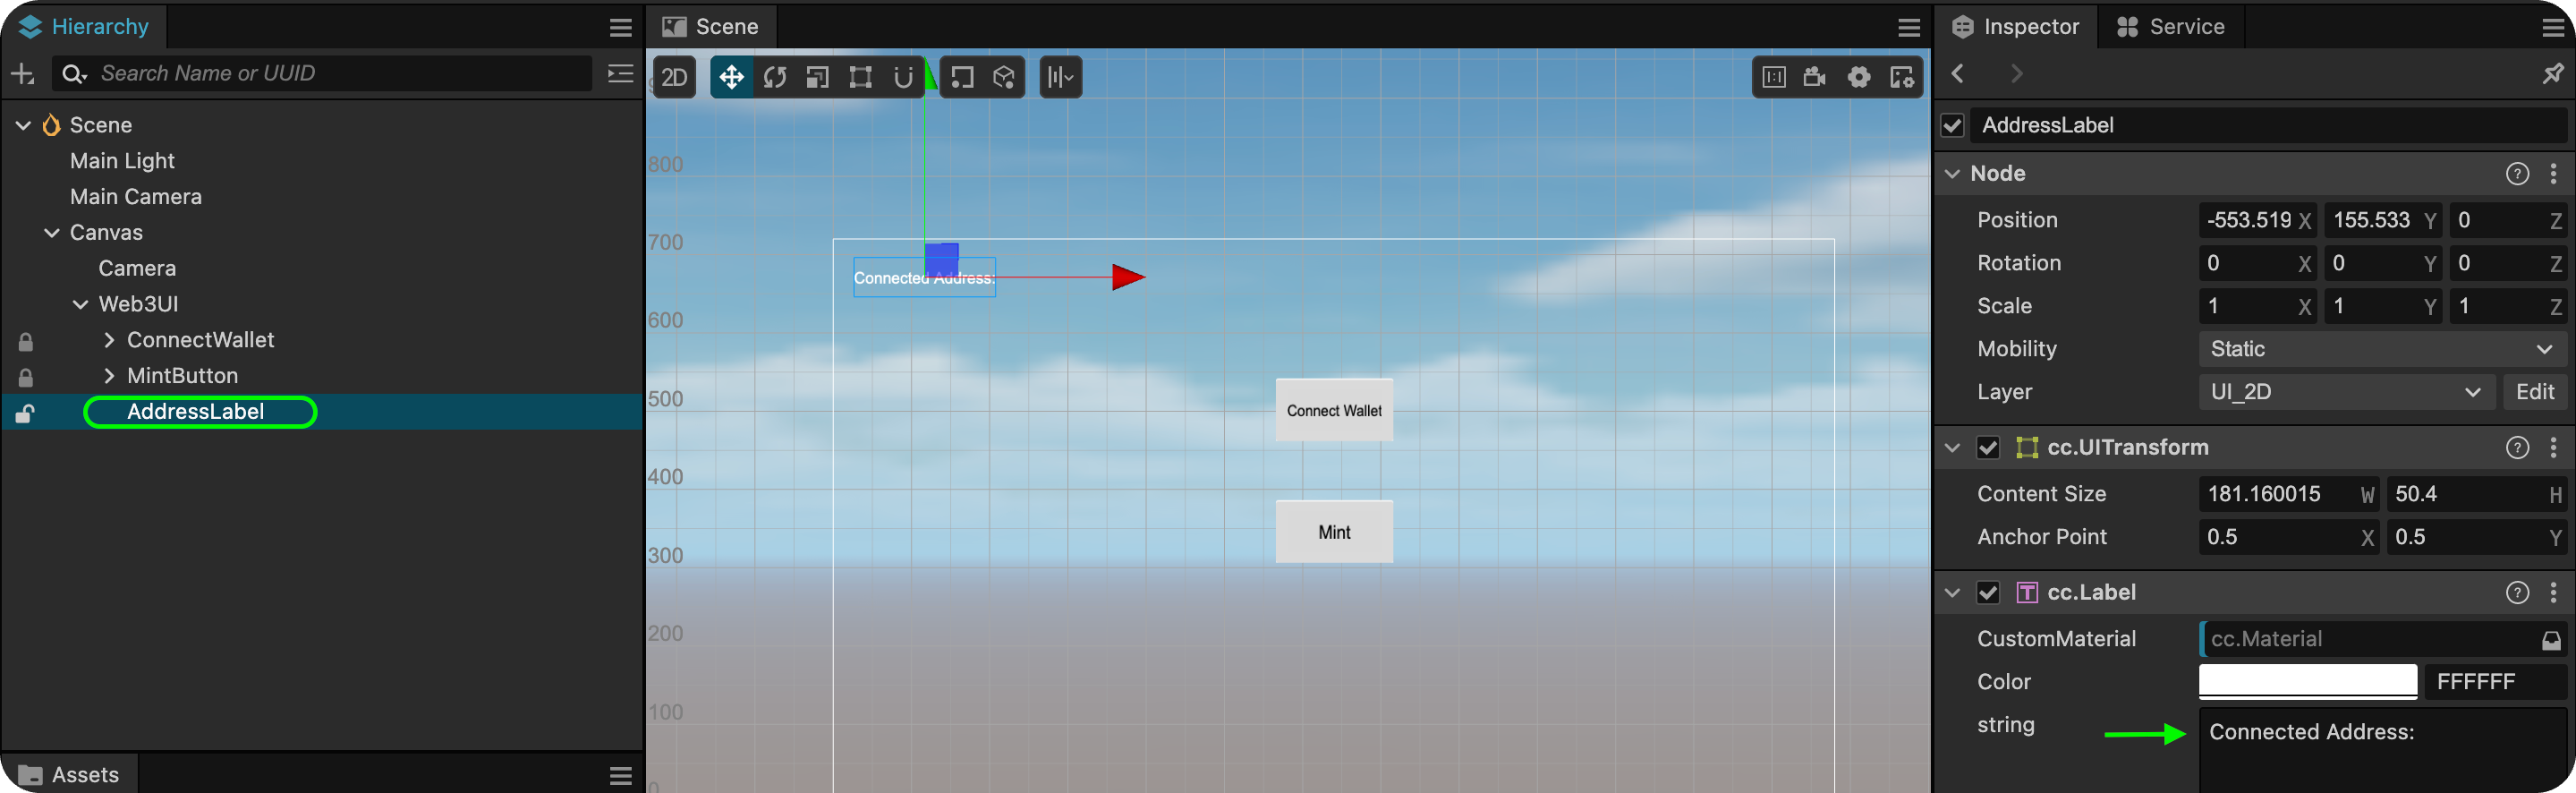 Hierarchy
Search Name or UUID
Scene
Main Light
Main Camera
Canvas
Camera
Web3UI
ConnectWallet
MintButton
AddressLabel
Assets
Scene
2D
800
700
600
500
400
300
200
100
0
Connected Address:
Connect Wallet
Mint
Inspector
Service
AddressLabel
Node
Position -553.519 X 155.533 Y 0 Z
Rotation 0 X 0 Y 0 Z
Scale 1 X 1 Y 1 Z
Mobility Static
Layer UI_2D Edit
cc.UITransform
Content Size 181.160015 W 50.4 H
Anchor Point 0.5 X 0.5 Y
cc.Label
CustomMaterial cc.Material
Color FFFFFF
string Connected Address: